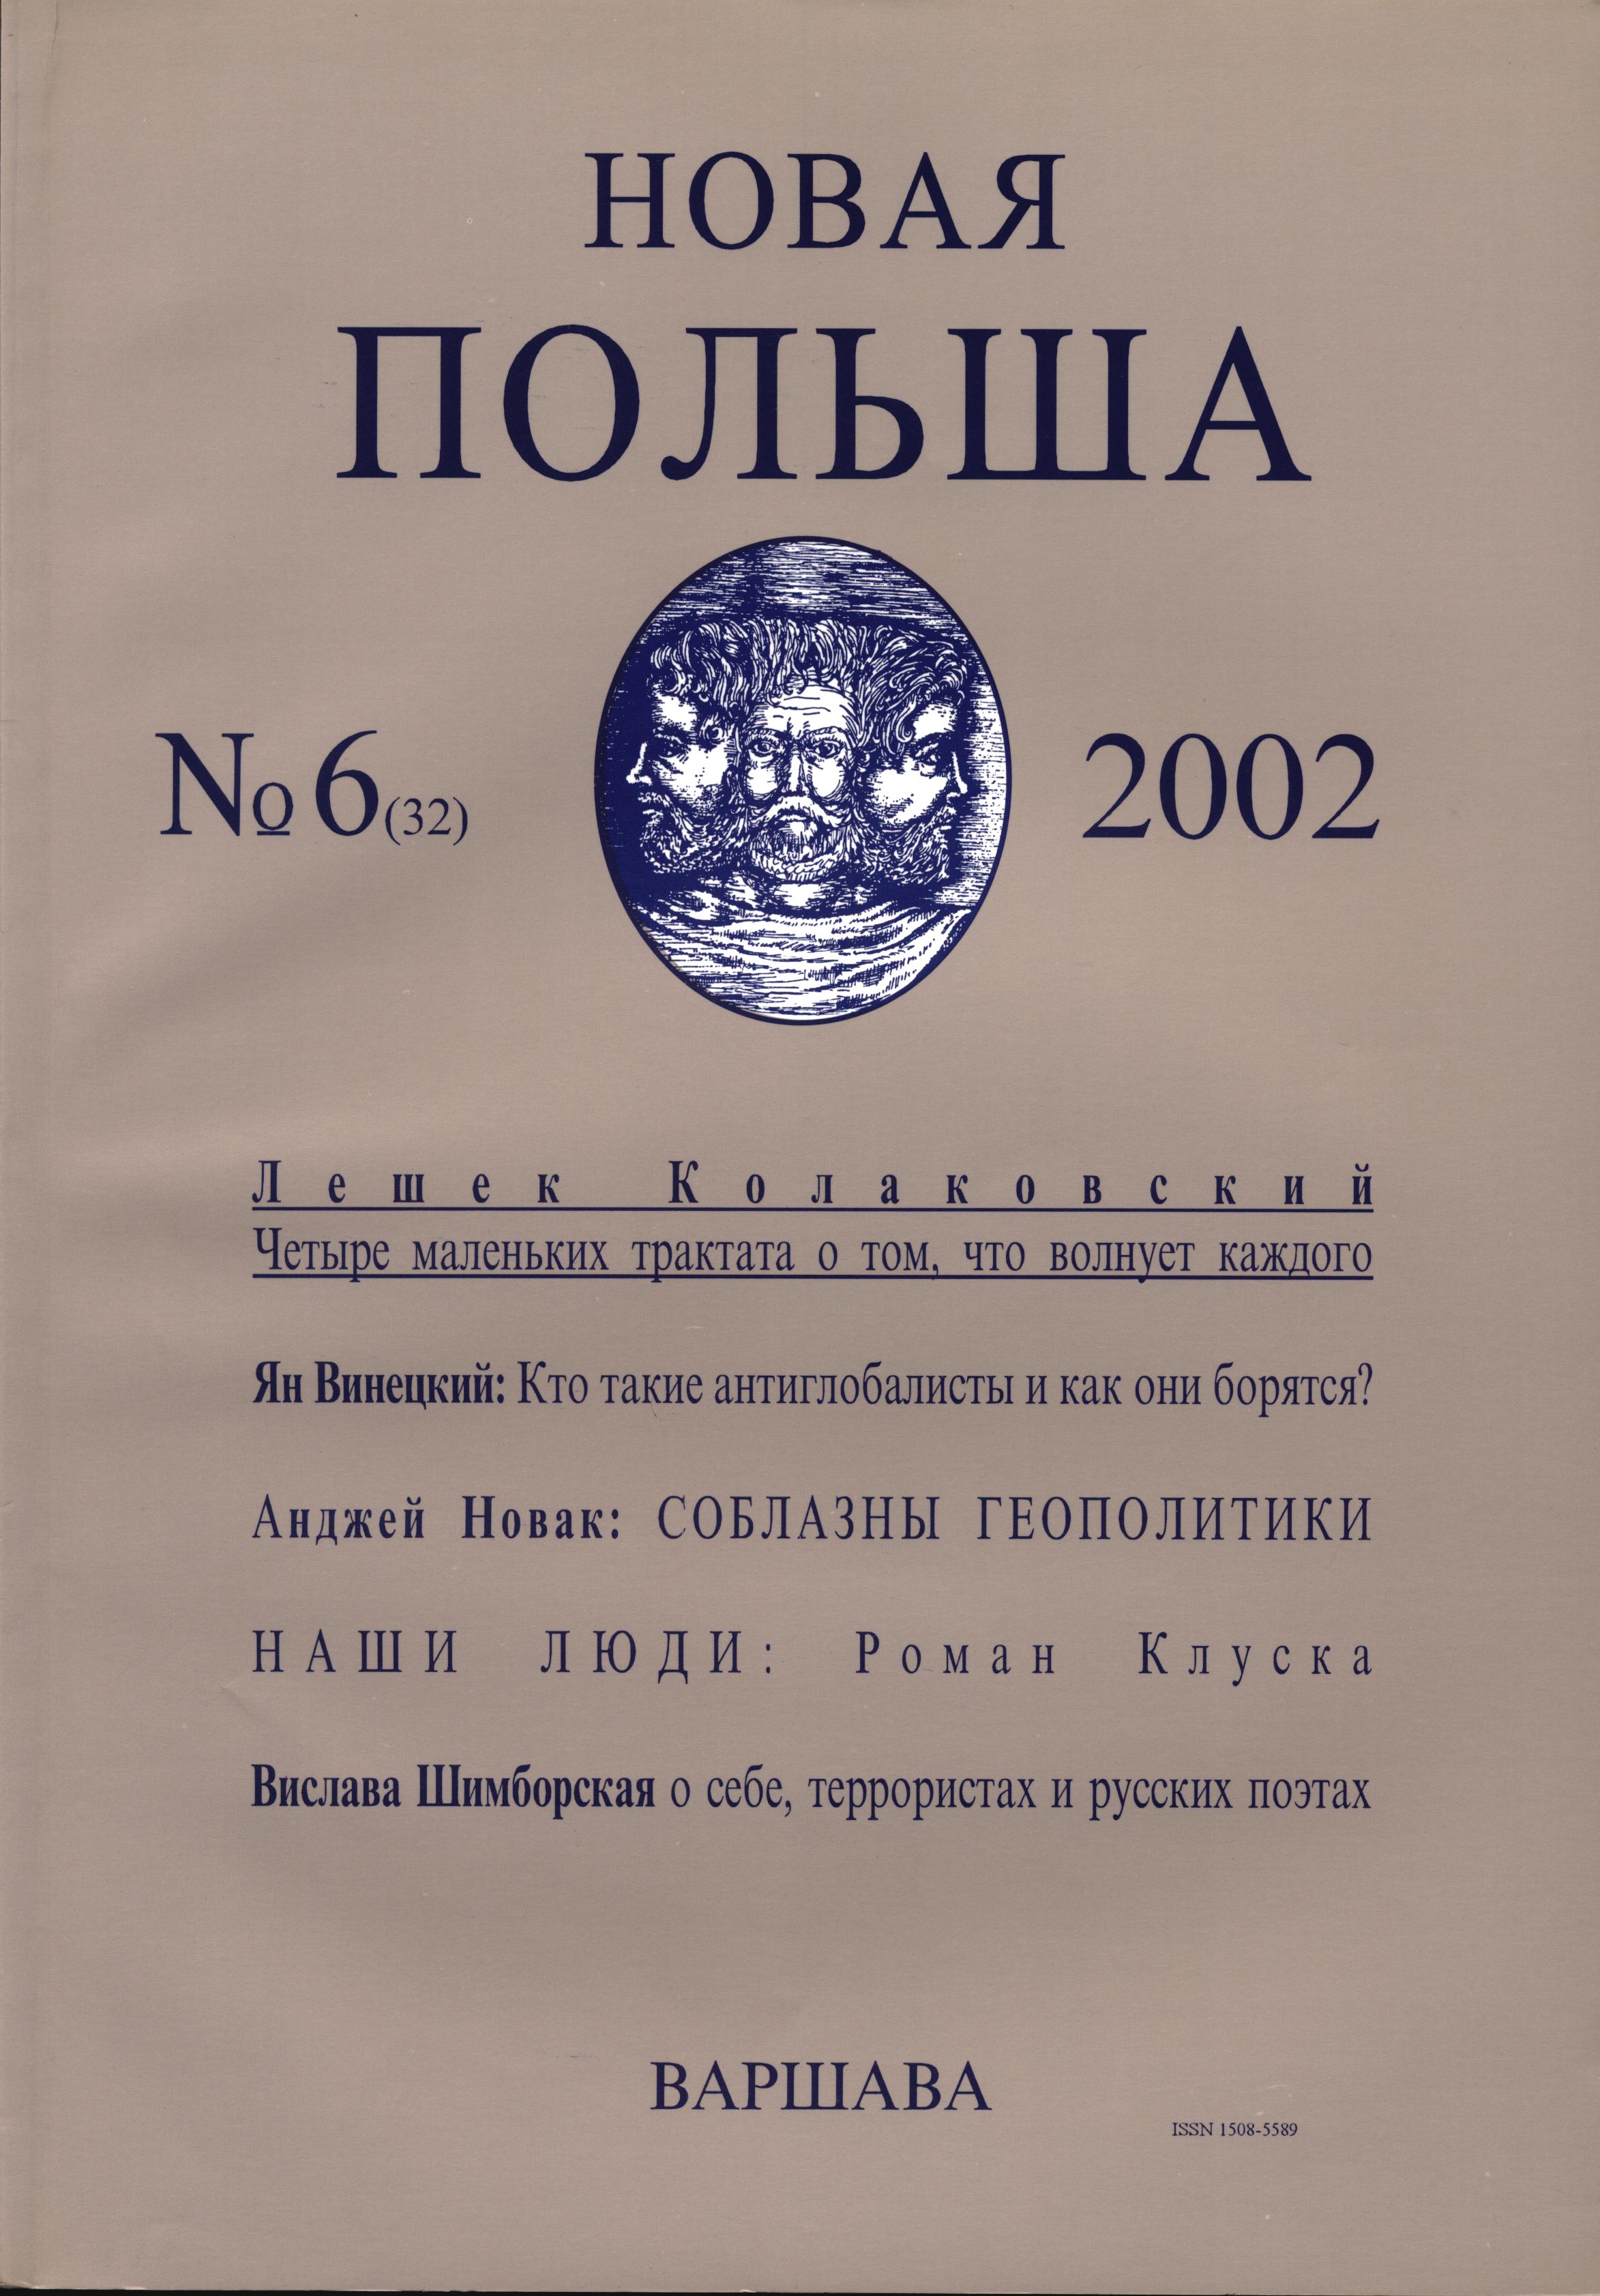 НОВАЯ
ПОЛЬША
№ 6(32)
2002
Лешек Колаковский
Четыре маленьких трактата о том, что волнует каждого
Ян Винецкий: Кто такие антиглобалисты и как они борятся?
Анджей Новак: СОБЛАЗНЫ ГЕОПОЛИТИКИ
НАШИ ЛЮДИ: Роман Клуска
Вислава Шимборская о себе, террористах и русских поэтах
ВАРШАВА
ISSN 1508-5589